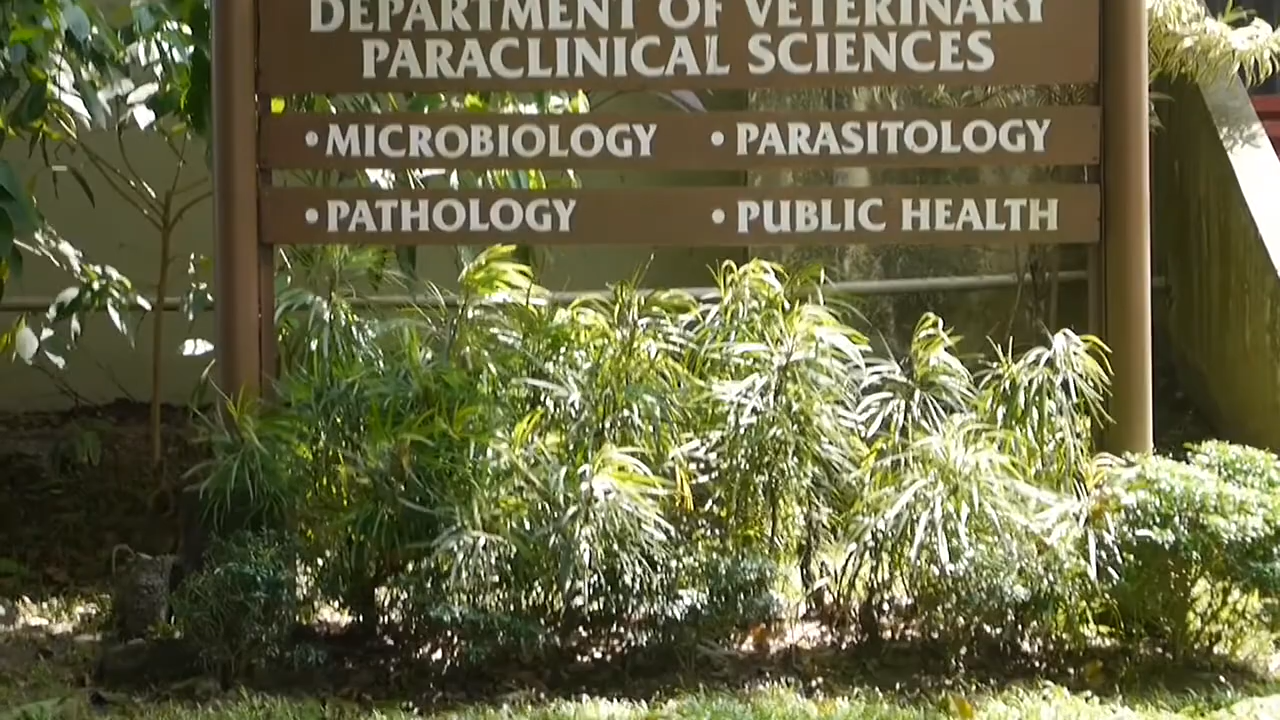 DEPARTMENT OF VETERINARY
PARACLINICAL SCIENCES
• MICROBIOLOGY • PARASITOLOGY
• PATHOLOGY • PUBLIC HEALTH